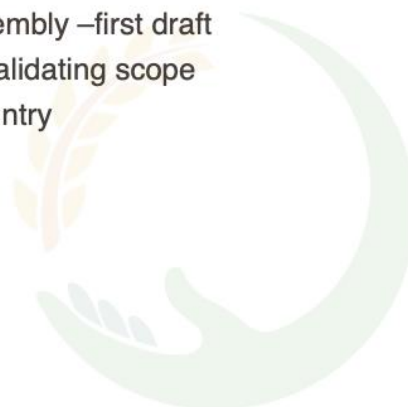 embly –first draft
alidating scope
ntry